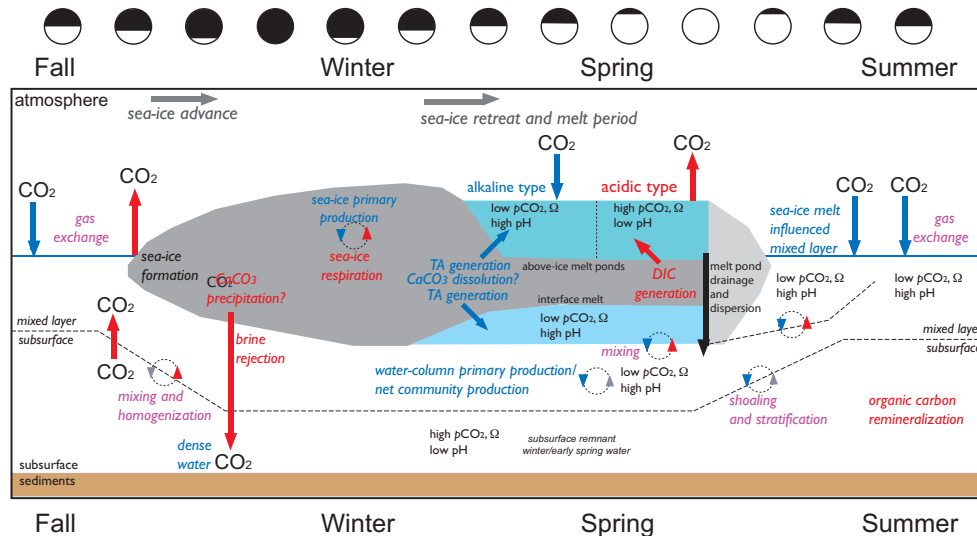 Fall
Winter
Spring
Summer
atmosphere
sea-ice advance
sea-ice retreat and melt period
CO2
gas
exchange
CO2
sea-ice
formation
CO2
CaCO3
precipitation?
sea-ice primary
production
sea-ice
respiration
alkaline type
low pCO2, Ω
high pH
CO2
acidic type
high pCO2, Ω
low pH
CO2
TA generation
CaCO3 dissolution?
TA generation
above-ice melt ponds
DIC
generation
interface melt
low pCO2, Ω
high pH
melt pond
drainage
and
dispersion
sea-ice melt
influenced
mixed layer
CO2
CO2
gas
exchange
low pCO2, Ω
high pH
low pCO2, Ω
high pH
mixed layer
subsurface
CO2
CO2
mixing and
homogenization
brine
rejection
dense
water
CO2
mixing
water-column primary production/
net community production
low pCO2, Ω
high pH
shoaling
and stratification
mixed layer
subsurface
organic carbon
remineralization
high pCO2, Ω
low pH
subsurface remnant
winter/early spring water
subsurface
sediments
Fall
Winter
Spring
Summer